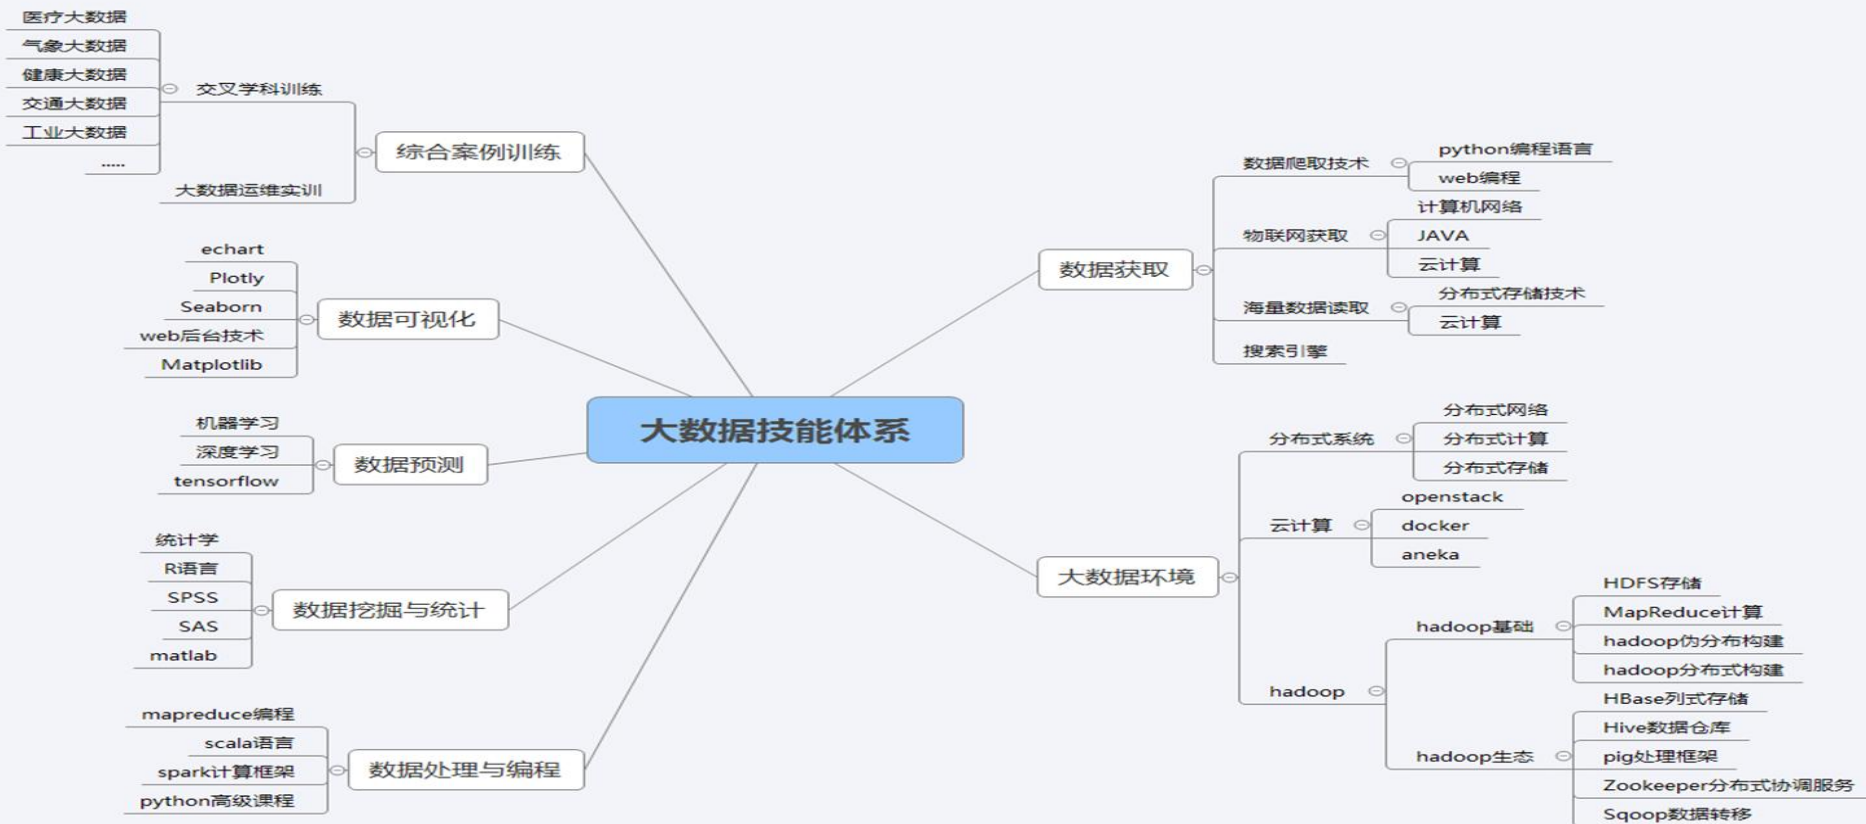 大数据技能体系
综合案例训练
交叉学科训练
医疗大数据
气象大数据
健康大数据
交通大数据
工业大数据
.....
大数据运维实训
数据可视化
echart
Plotly
Seaborn
web后台技术
Matplotlib
数据预测
机器学习
深度学习
tensorflow
数据挖掘与统计
统计学
R语言
SPSS
SAS
matlab
数据处理与编程
mapreduce编程
scala语言
spark计算框架
python高级课程
数据获取
数据爬取技术
python编程语言
web编程
物联网获取
计算机网络
JAVA
云计算
海量数据读取
分布式存储技术
云计算
搜索引擎
大数据环境
分布式系统
分布式网络
分布式计算
分布式存储
云计算
openstack
docker
aneka
hadoop
hadoop基础
HDFS存储
MapReduce计算
hadoop伪分布构建
hadoop分布式构建
hadoop生态
HBase列式存储
Hive数据仓库
pig处理框架
Zookeeper分布式协调服务
Sqoop数据转移